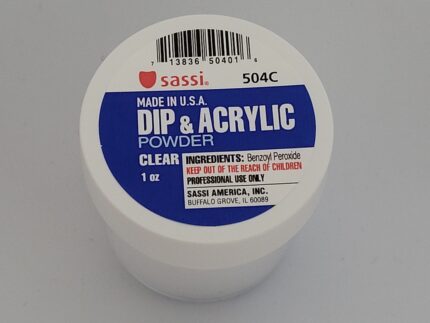 7 13836 50401 4
sassi® 504C
MADE IN U.S.A.
DIP & ACRYLIC
POWDER
CLEAR
1 oz
INGREDIENTS: Benzoyl Peroxide
KEEP OUT OF THE REACH OF CHILDREN
PROFESSIONAL USE ONLY
SASSI AMERICA, INC.
BUFFALO GROVE, IL 60089